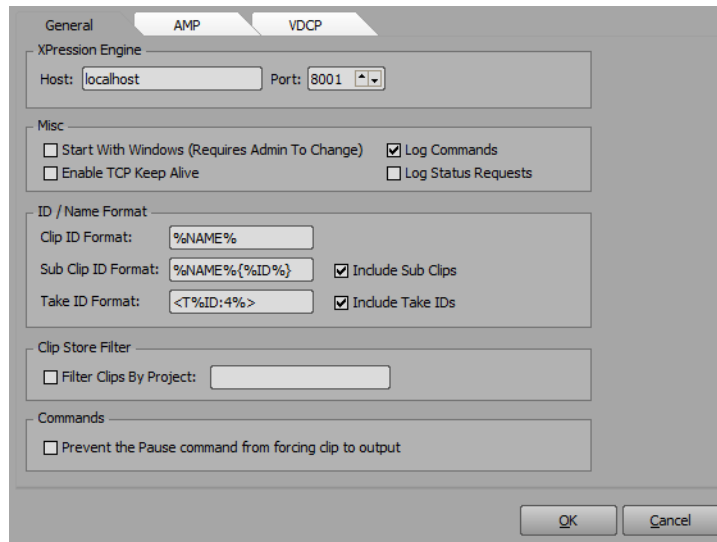 General AMP VDCP
XPression Engine
Host: localhost Port: 8001
Misc
Start With Windows (Requires Admin To Change) Log Commands
Enable TCP Keep Alive Log Status Requests
ID / Name Format
Clip ID Format: %NAME%
Sub Clip ID Format: %NAME%{%ID%} Include Sub Clips
Take ID Format: <T%ID:4%> Include Take IDs
Clip Store Filter
Filter Clips By Project:
Commands
Prevent the Pause command from forcing clip to output
OK Cancel